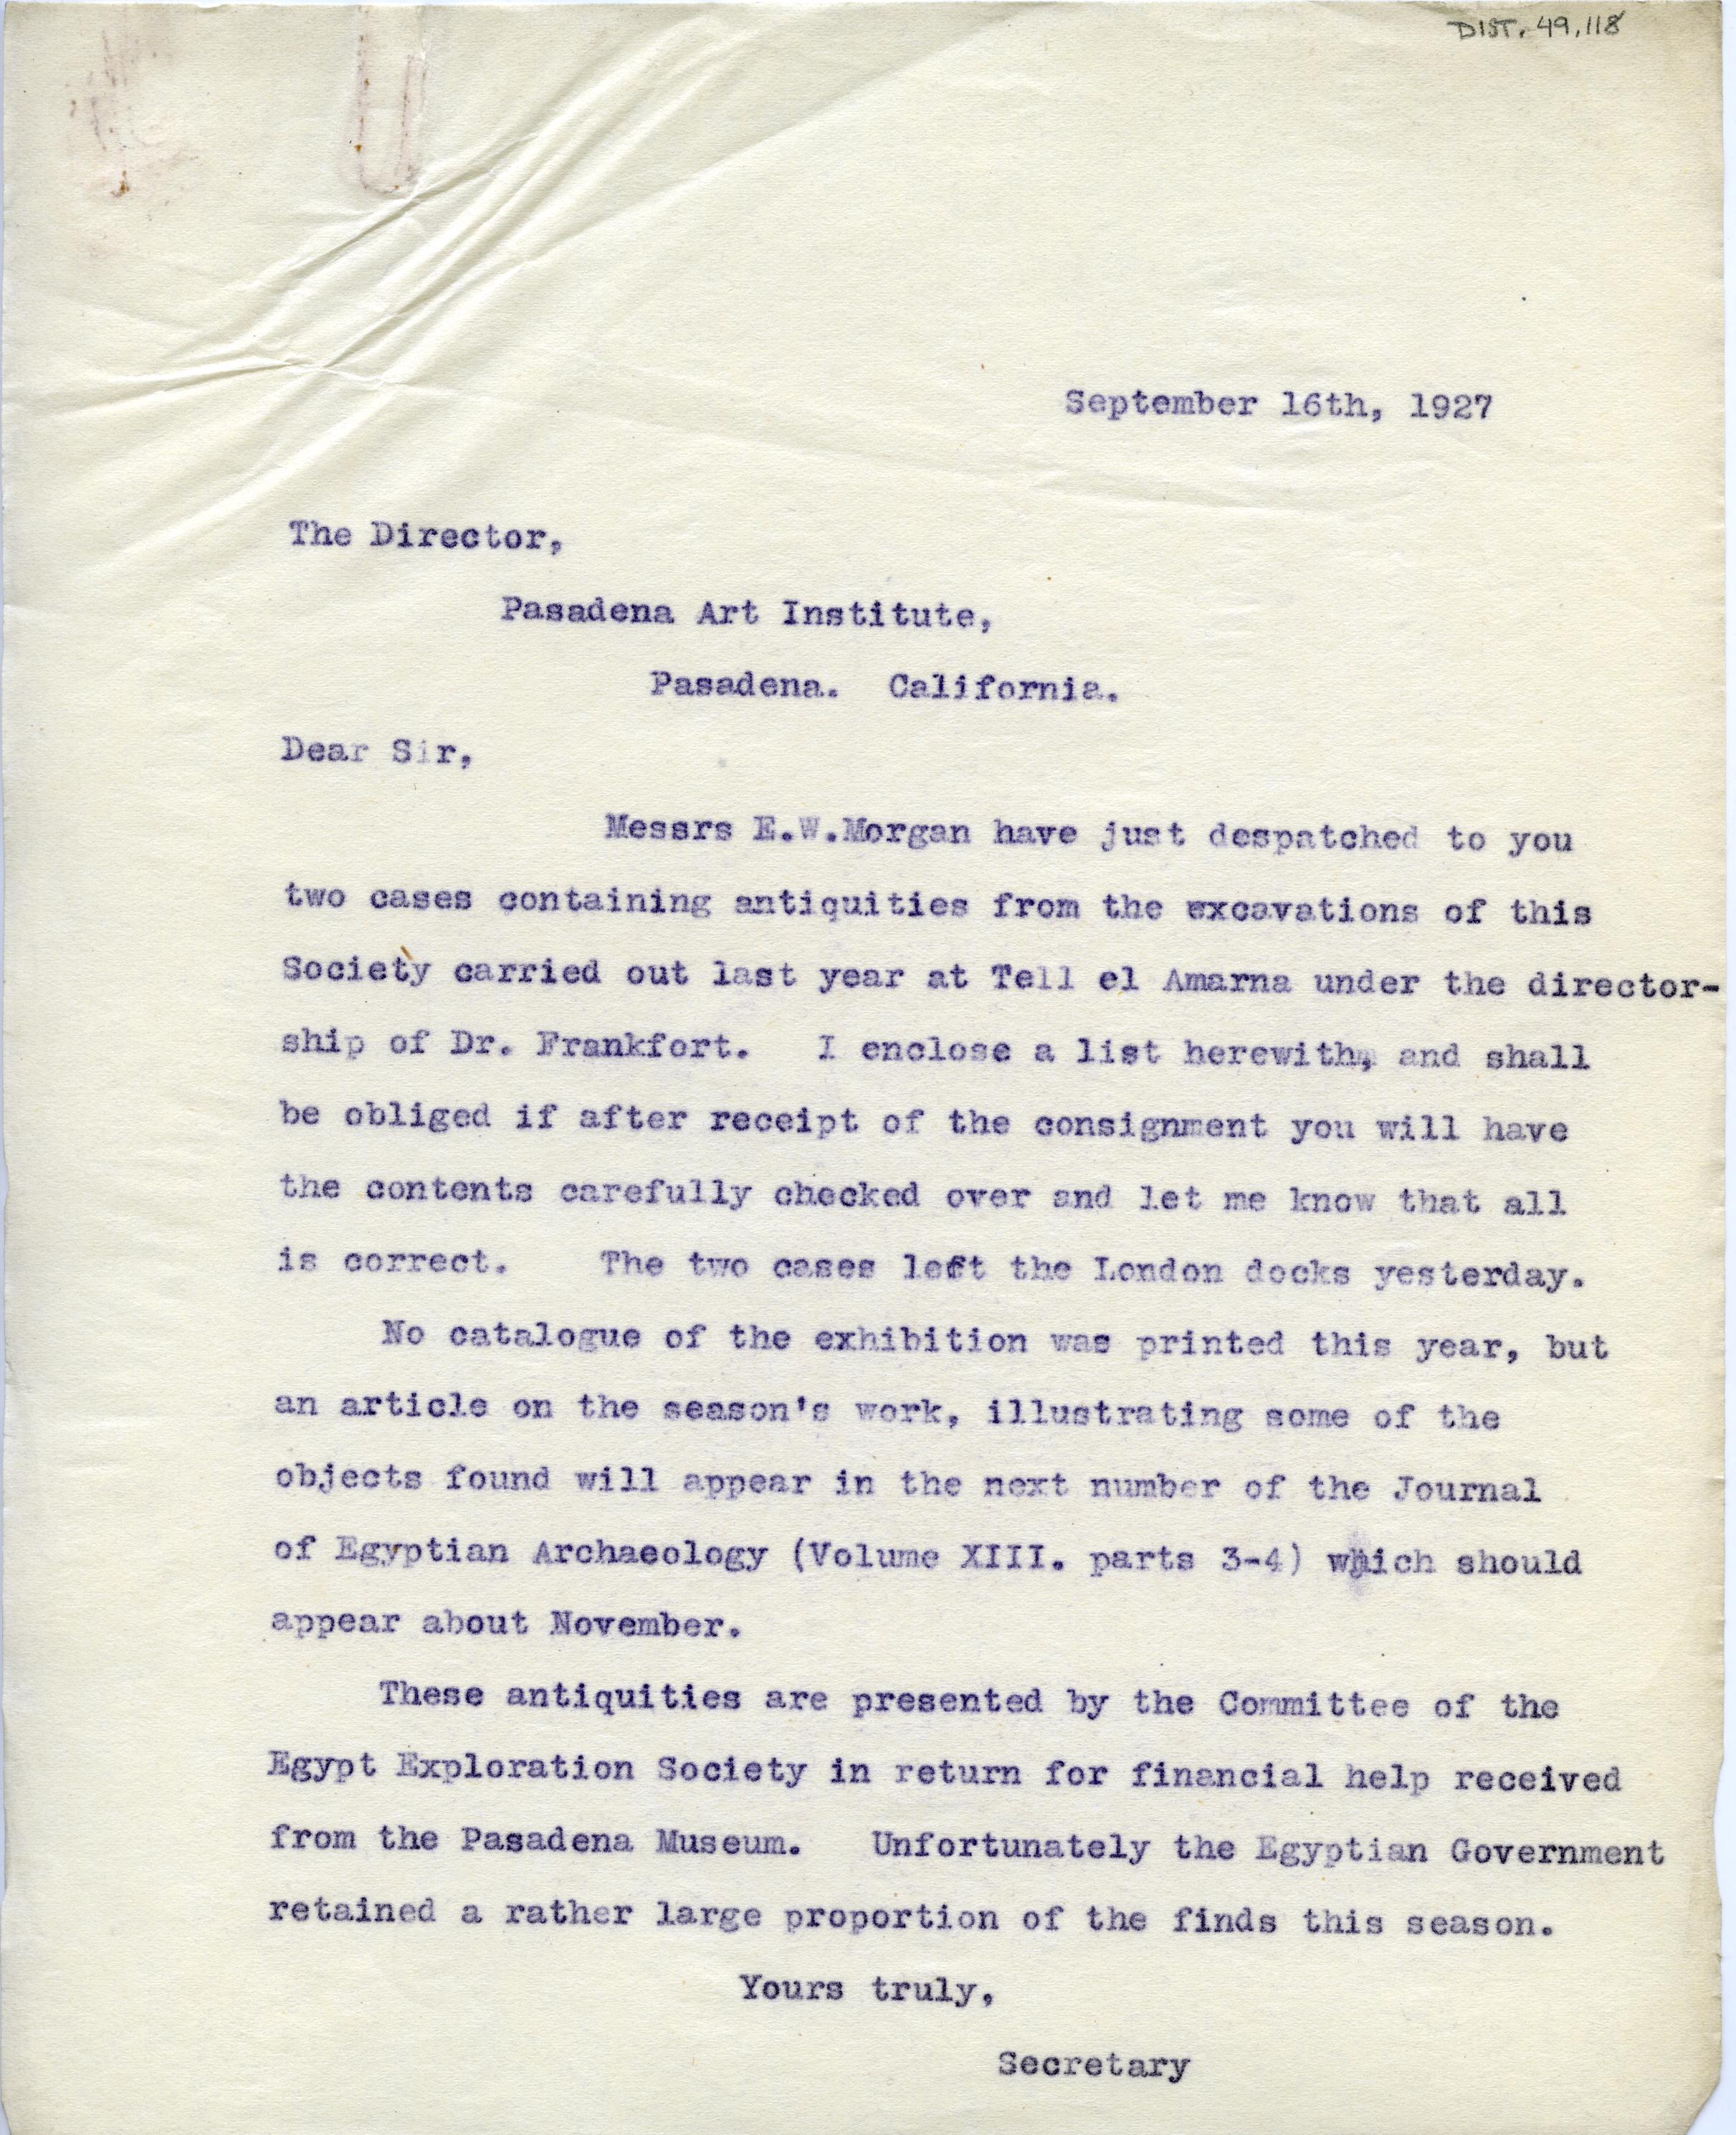 DIST. 49.118
September 16th, 1927
The Director,
Pasadena Art Institute,
Pasadena. California.
Dear Sir,
Messrs E.W.Morgan have just despatched to you
two cases containing antiquities from the excavations of this
Society carried out last year at Tell el Amarna under the director-
ship of Dr. Frankfort. I enclose a list herewith, and shall
be obliged if after receipt of the consignment you will have
the contents carefully checked over and let me know that all
is correct. The two cases left the London docks yesterday.
No catalogue of the exhibition was printed this year, but
an article on the season's work, illustrating some of the
objects found will appear in the next number of the Journal
of Egyptian Archaeology (Volume XIII. parts 3-4) which should
appear about November.
These antiquities are presented by the Committee of the
Egypt Exploration Society in return for financial help received
from the Pasadena Museum. Unfortunately the Egyptian Government
retained a rather large proportion of the finds this season.
Yours truly,
Secretary